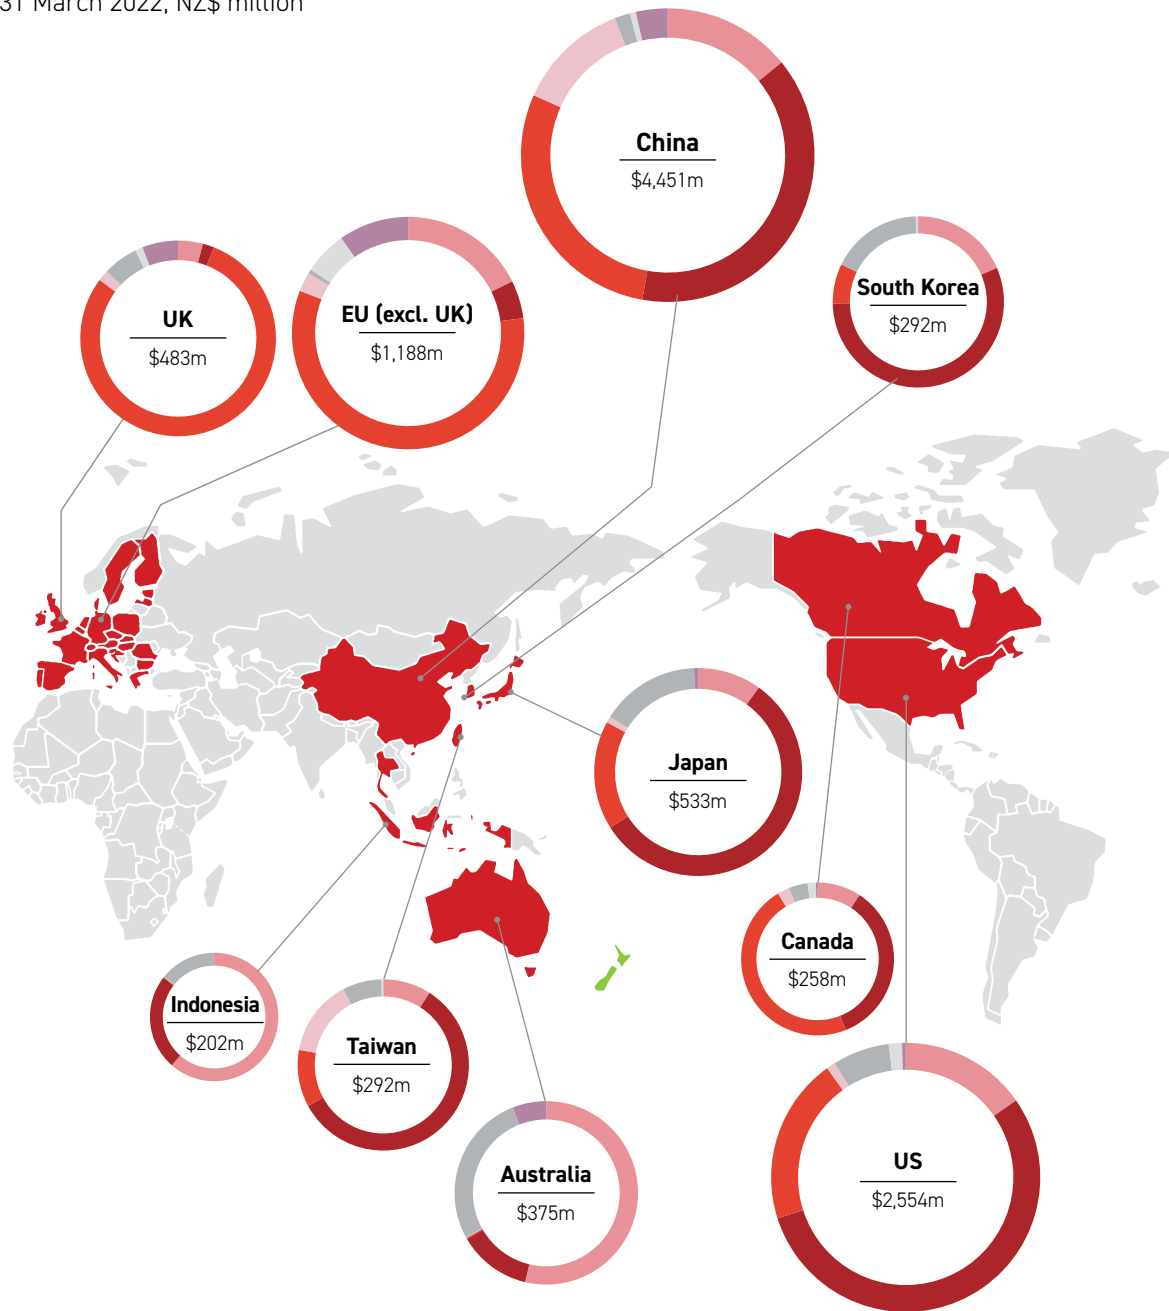 31 March 2022, NZ$ million
China
$4,451m
South Korea
$292m
UK
$483m
EU (excl. UK)
$1,188m
Japan
$533m
Canada
$258m
Indonesia
$202m
Taiwan
$292m
Australia
$375m
US
$2,554m